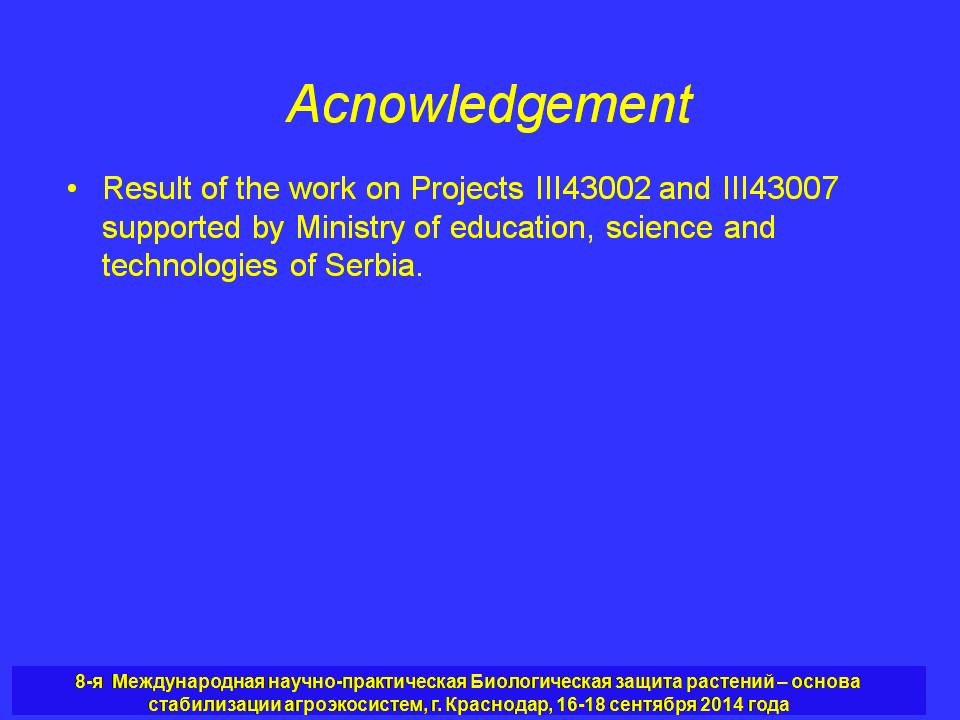 Acnowledgement
• Result of the work on Projects III43002 and III43007
supported by Ministry of education, science and
technologies of Serbia.
8-я Международная научно-практическая Биологическая защита растений – основа
стабилизации агроэкосистем, г. Краснодар, 16-18 сентября 2014 года